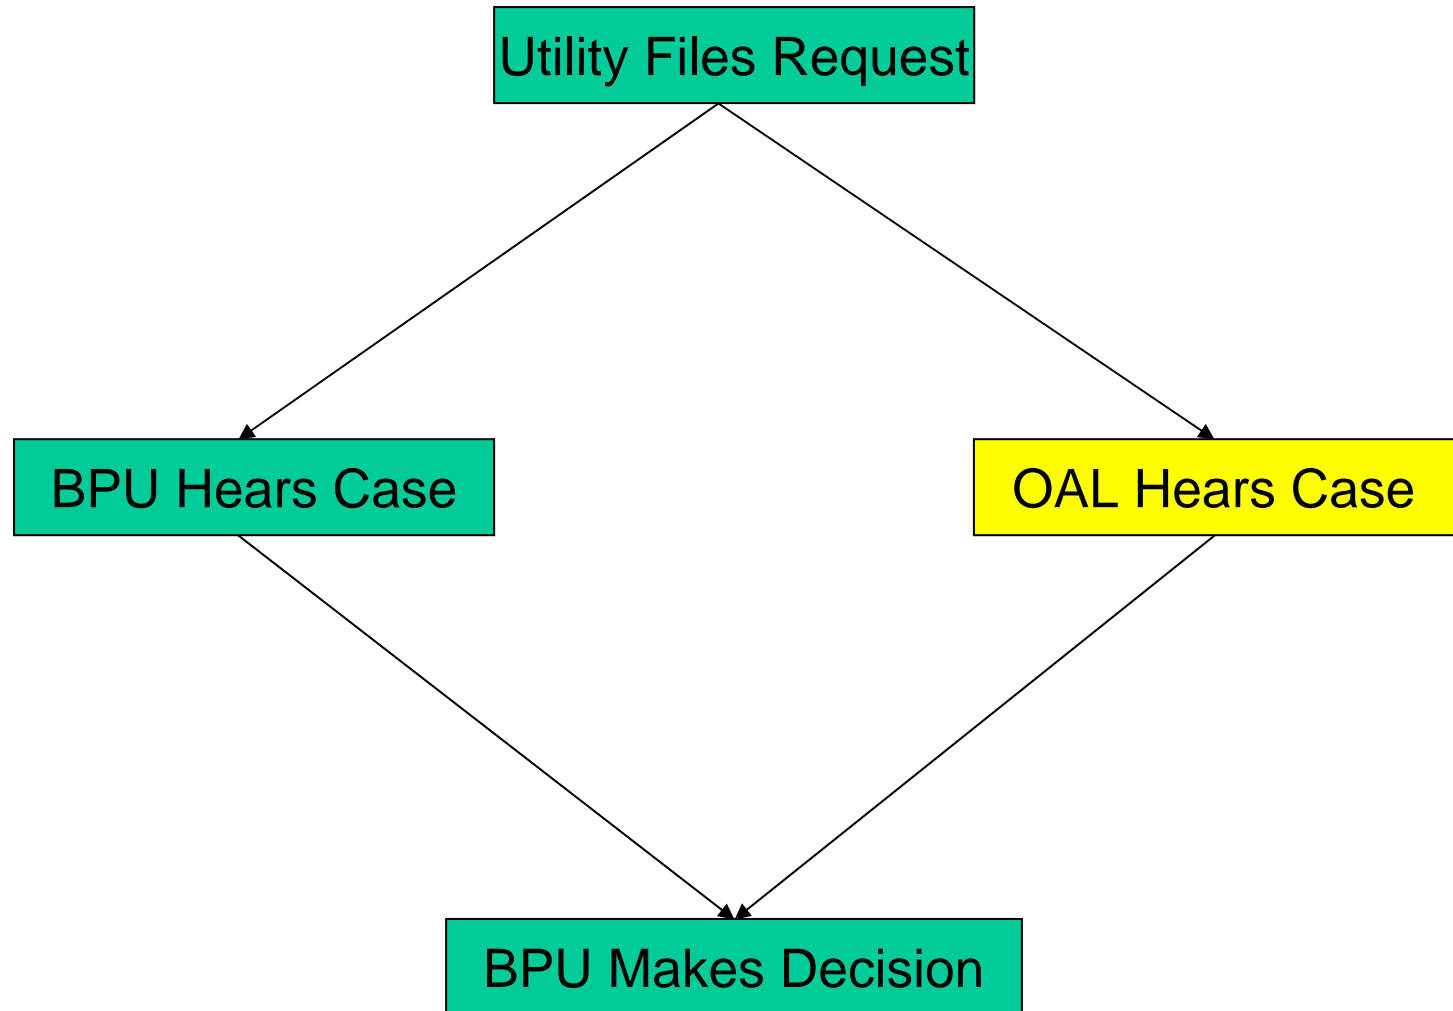 Utility Files Request
BPU Hears Case
OAL Hears Case
BPU Makes Decision